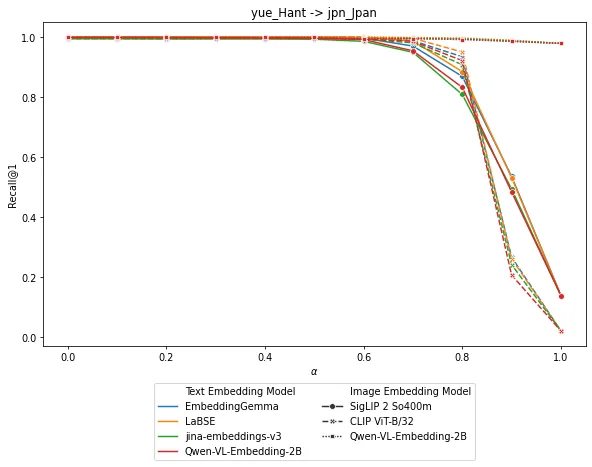 yue_Hant -> jpn_Jpan
Recall@1
1.0
0.8
0.6
0.4
0.2
0.0
0.0 0.2 0.4 0.6 0.8 1.0
α
Text Embedding Model
EmbeddingGemma
LaBSE
jina-embeddings-v3
Qwen-VL-Embedding-2B
Image Embedding Model
SigLIP 2 So400m
CLIP ViT-B/32
Qwen-VL-Embedding-2B